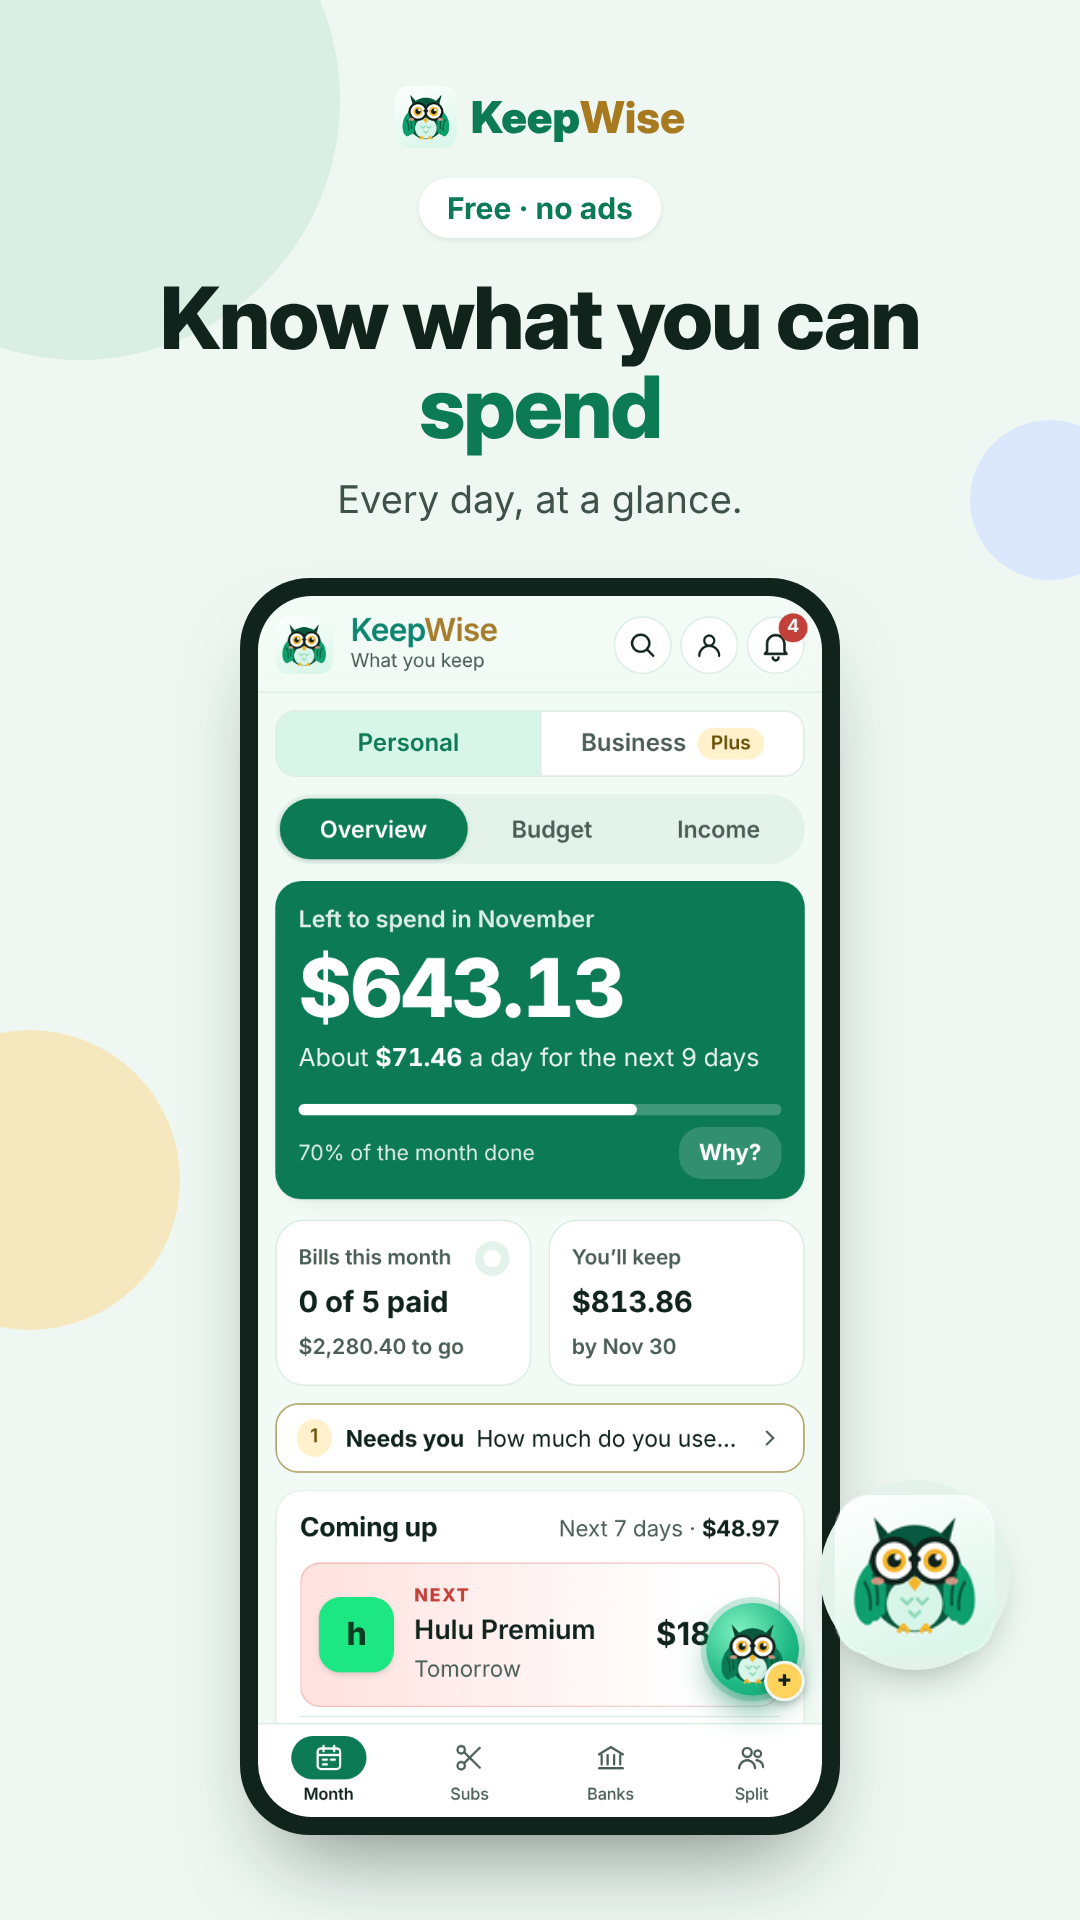 KeepWise
Free · no ads
Know what you can
spend
Every day, at a glance.
KeepWise
What you keep
4
Personal
Business Plus
Overview Budget Income
Left to spend in November
$643.13
About $71.46 a day for the next 9 days
70% of the month done
Why?
Bills this month
0 of 5 paid
$2,280.40 to go
You'll keep
$813.86
by Nov 30
1 Needs you How much do you use...
Coming up
Next 7 days · $48.97
h
NEXT
Hulu Premium
Tomorrow
$18
+
Month Subs Banks Split